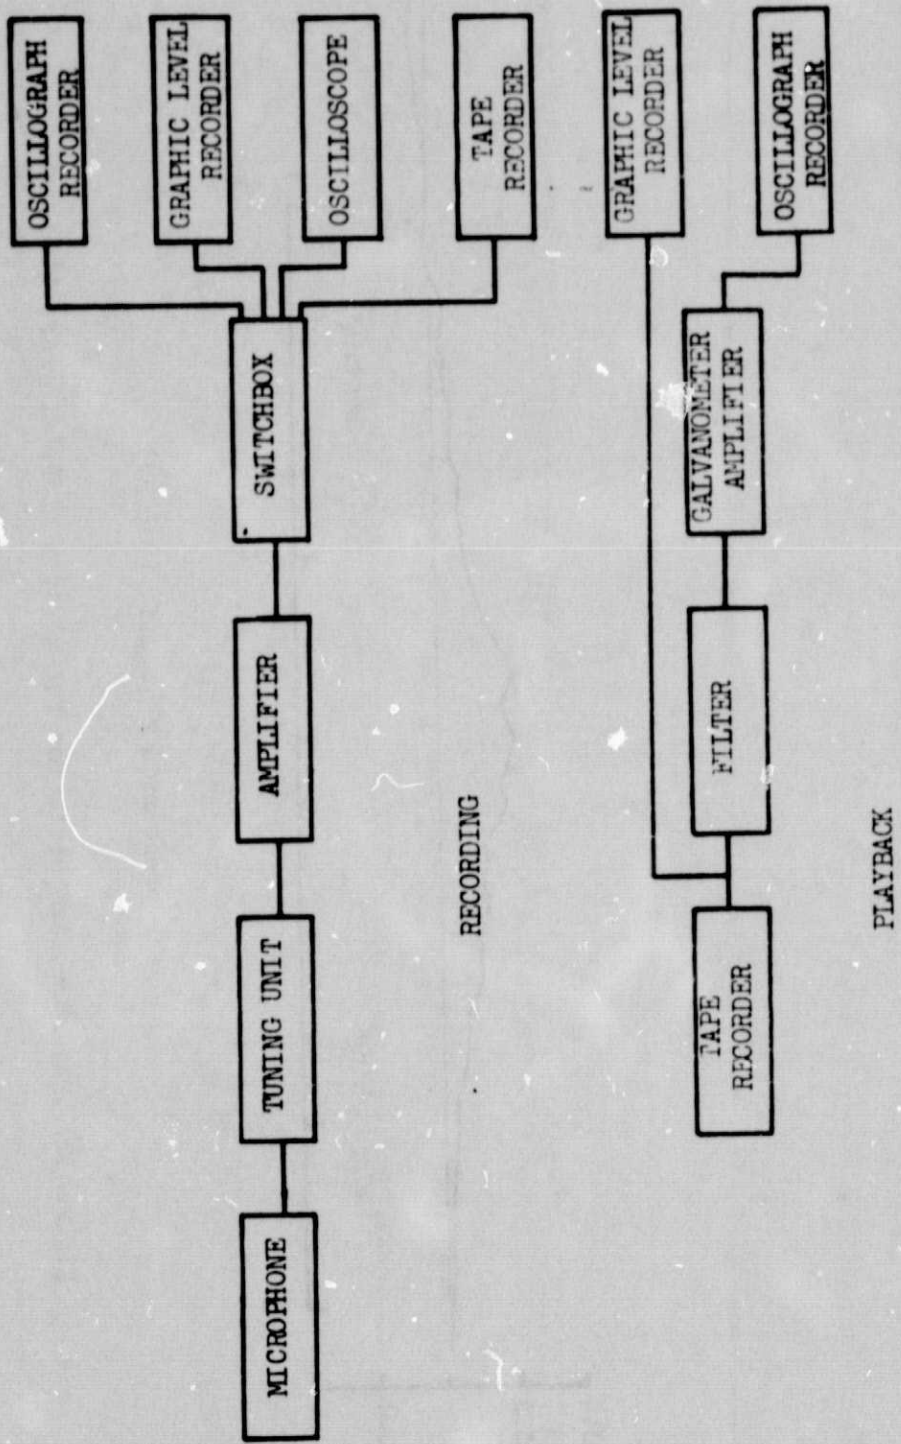 OSCILLOGRAPH
RECORDER
GRAPHIC LEVEL
RECORDER
OSCILLOSCOPE
TAPE
RECORDER
SWITCHBOX
AMPLIFIER
TUNING UNIT
MICROPHONE
RECORDING
GRAPHIC LEVEL
RECORDER
OSCILLOGRAPH
RECORDER
GALVANOMETER
AMPLIFIER
FILTER
TAPE
RECORDER
PLAYBACK